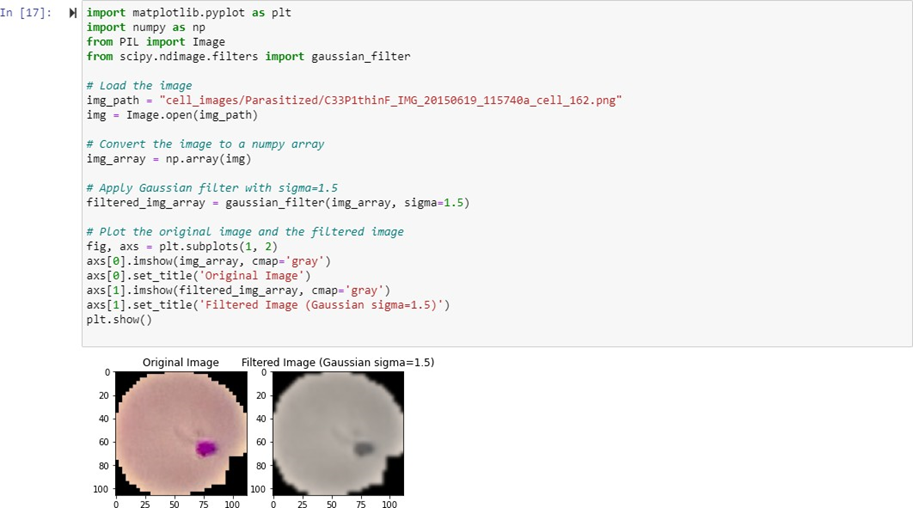 In [17]:
import matplotlib.pyplot as plt
import numpy as np
from PIL import Image
from scipy.ndimage.filters import gaussian_filter
# Load the image
img_path = "cell_images/Parasitized/C33P1thinF_IMG_20150619_115740a_cell_162.png"
img = Image.open(img_path)
# Convert the image to a numpy array
img_array = np.array(img)
# Apply Gaussian filter with sigma=1.5
filtered_img_array = gaussian_filter(img_array, sigma=1.5)
# Plot the original image and the filtered image
fig, axs = plt.subplots(1, 2)
axs[0].imshow(img_array, cmap='gray')
axs[0].set_title('Original Image')
axs[1].imshow(filtered_img_array, cmap='gray')
axs[1].set_title('Filtered Image (Gaussian sigma=1.5)')
plt.show()
Original Image Filtered Image (Gaussian sigma=1.5)
0 0
20 20
40 40
60 60
80 80
100 100
0 25 50 75 100 0 25 50 75 100